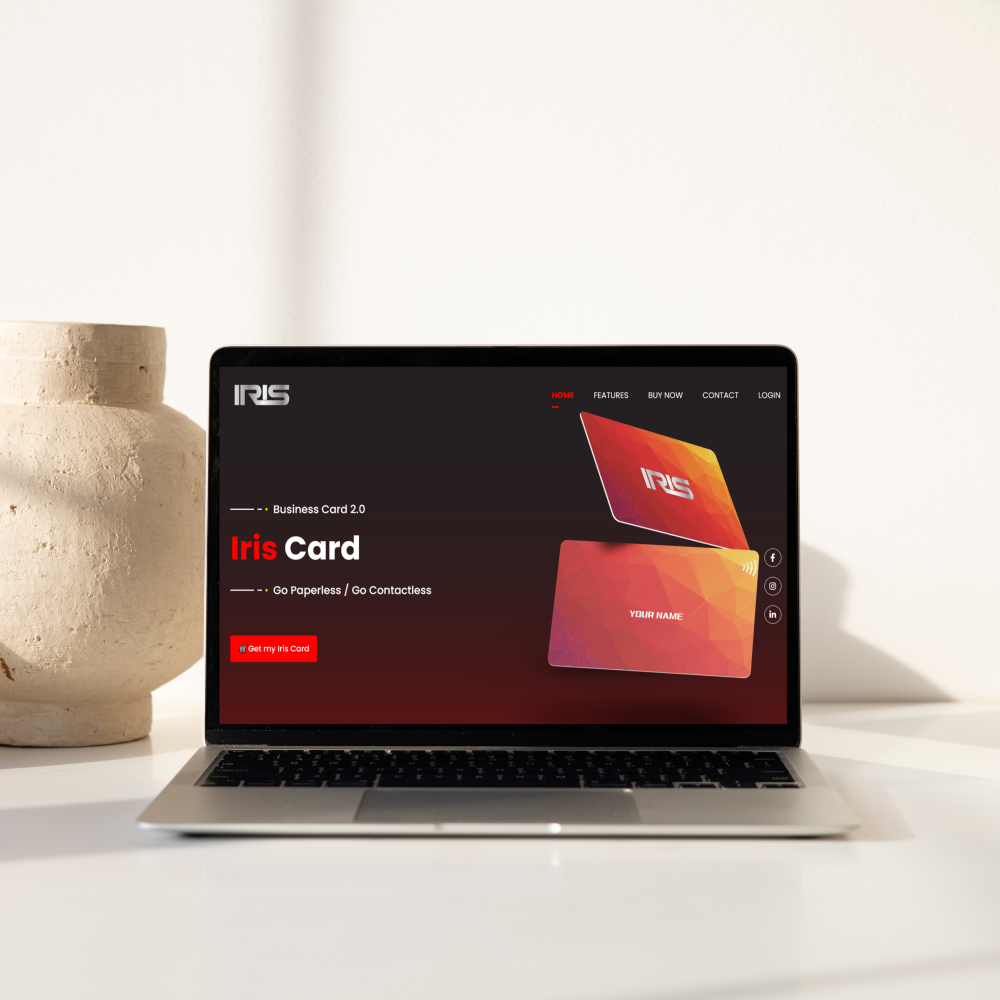 IRIS
HOME FEATURES BUY NOW CONTACT LOGIN
IRIS
Business Card 2.0
Iris Card
Go Paperless / Go Contactless
YOUR NAME
Get my Iris Card